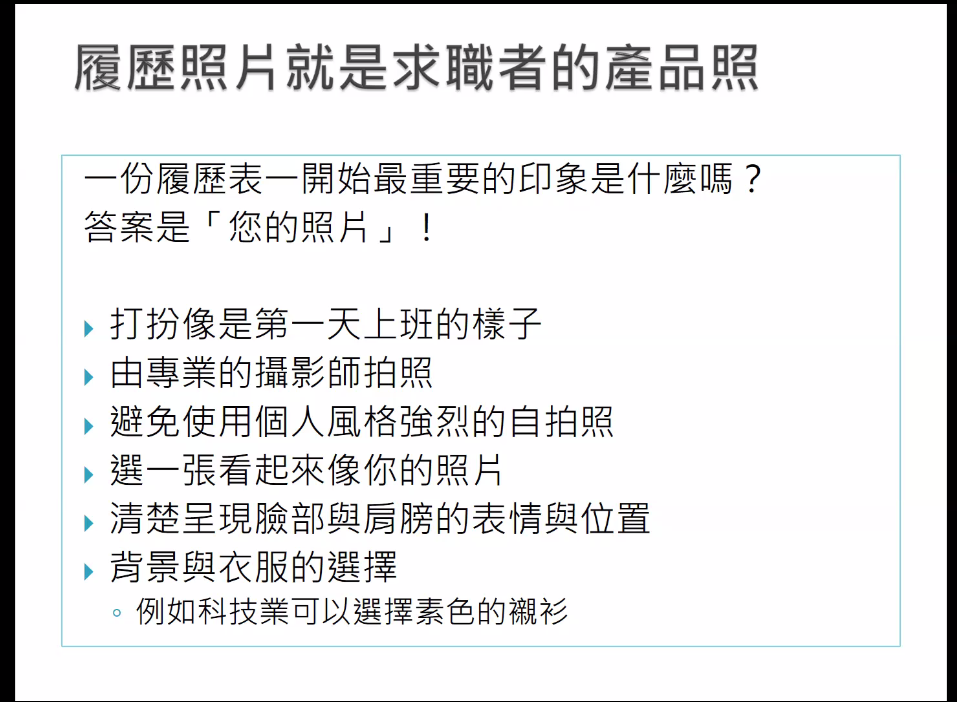 履歷照片就是求職者的產品照
一份履歷表一開始最重要的印象是什麼嗎？
答案是「您的照片」！
打扮像是第一天上班的樣子
由專業的攝影師拍照
避免使用個人風格強烈的自拍照
選一張看起來像你的照片
清楚呈現臉部與肩膀的表情與位置
背景與衣服的選擇
例如科技業可以選擇素色的襯衫